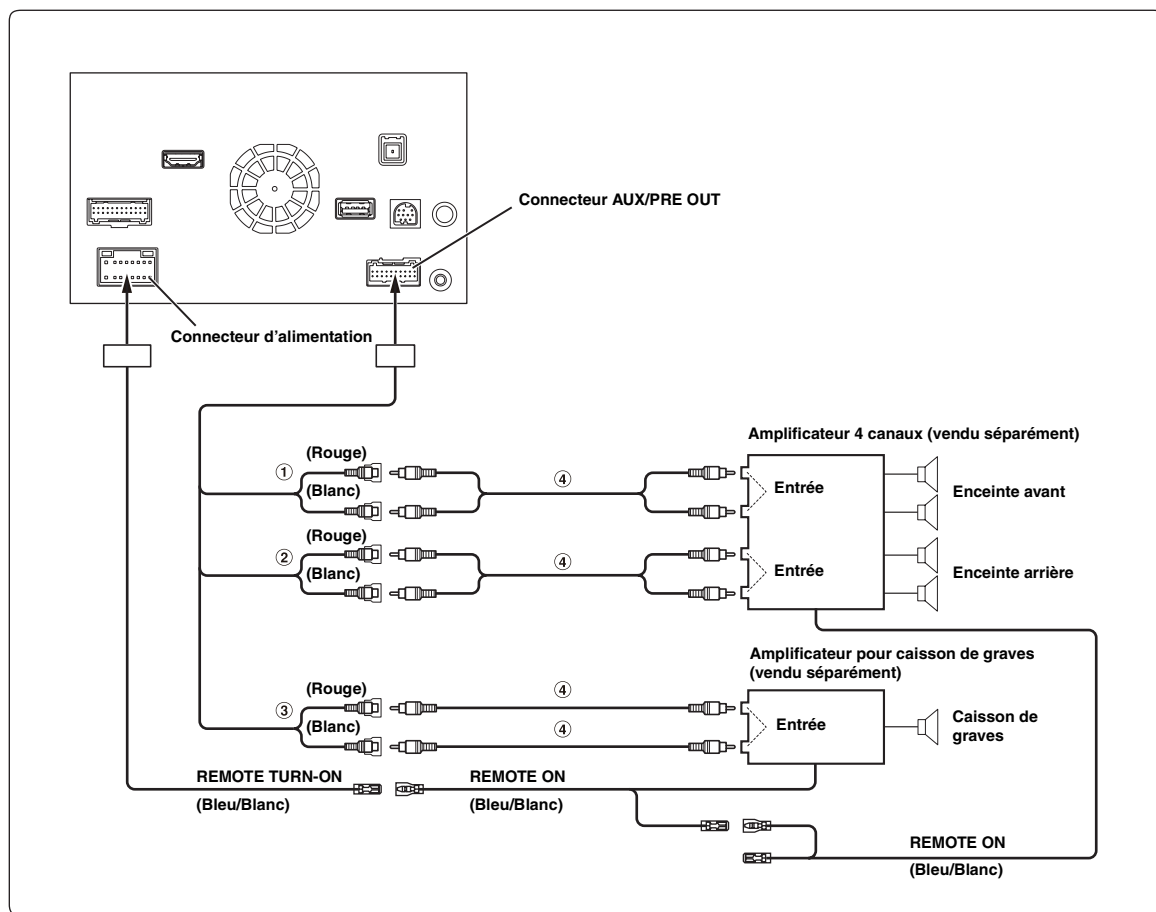 Connecteur AUX/PRE OUT
Connecteur d'alimentation
Amplificateur 4 canaux (vendu séparément)
(Rouge)
①
④
(Blanc)
Entrée
Enceinte avant
(Rouge)
②
④
(Blanc)
Entrée
Enceinte arrière
Amplificateur pour caisson de graves
(vendu séparément)
(Rouge)
④
③
(Blanc)
④
Entrée
Caisson de
graves
REMOTE TURN-ON
(Bleu/Blanc)
REMOTE ON
(Bleu/Blanc)
REMOTE ON
(Bleu/Blanc)